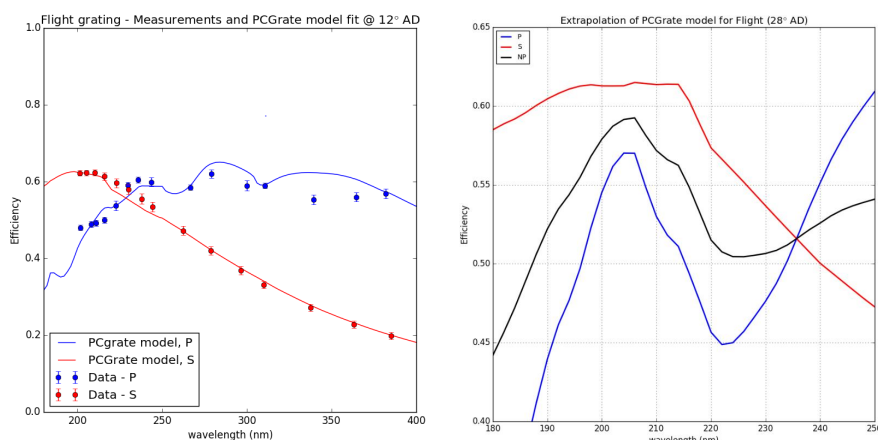 Flight grating - Measurements and PCGrate model fit @ 12° AD
1.0
0.8
0.6
0.4
0.2
0.0
Efficiency
PCgrate model, P
PCGrate model, S
Data - P
Data - S
200
250
300
350
400
wavelength (nm)
Extrapolation of PCGrate model for Flight (28° AD)
0.65
0.60
0.55
0.50
0.45
0.40
Efficiency
P
S
NP
180
190
200
210
220
230
240
250
wavelength (nm)